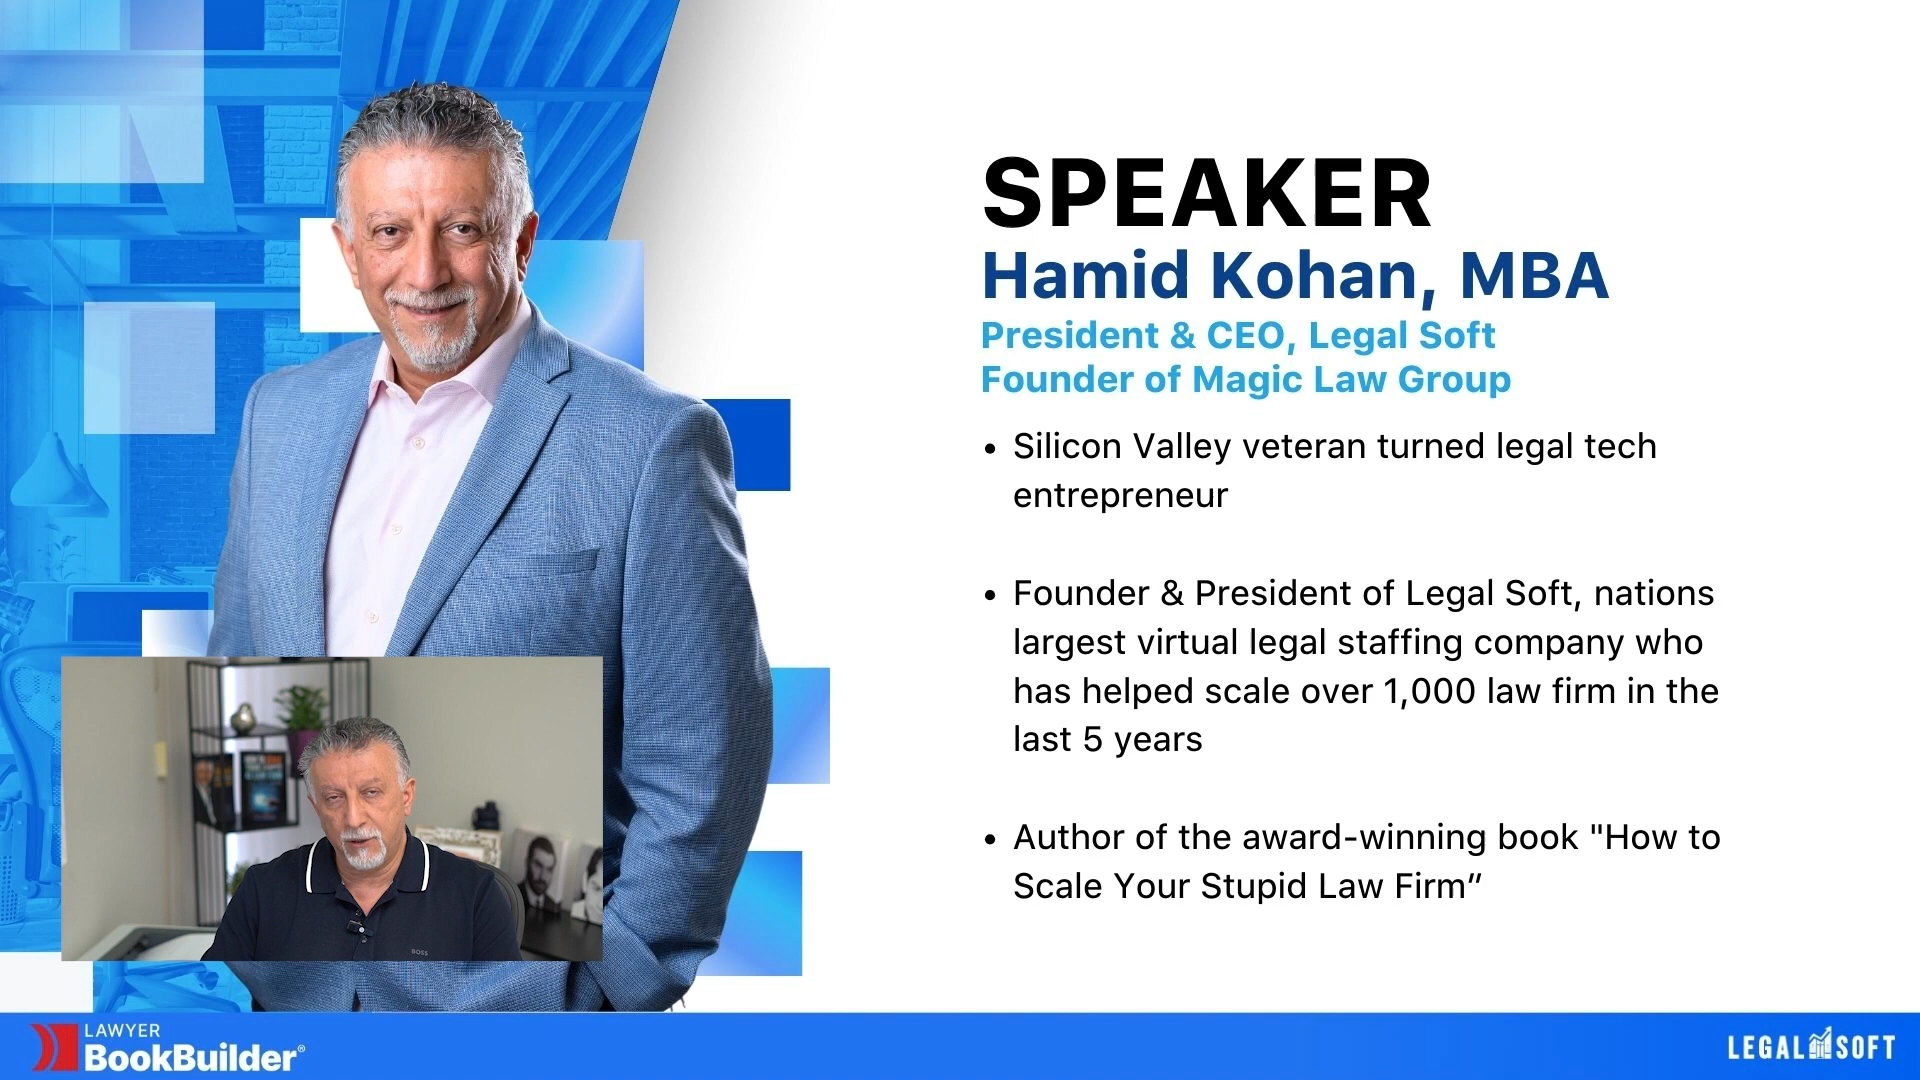 SPEAKER
Hamid Kohan, MBA
President & CEO, Legal Soft
Founder of Magic Law Group
• Silicon Valley veteran turned legal tech
entrepreneur
• Founder & President of Legal Soft, nations
largest virtual legal staffing company who
has helped scale over 1,000 law firm in the
last 5 years
• Author of the award-winning book "How to
Scale Your Stupid Law Firm”
BOSS
LAWYER
BookBuilder®
LEGAL SOFT